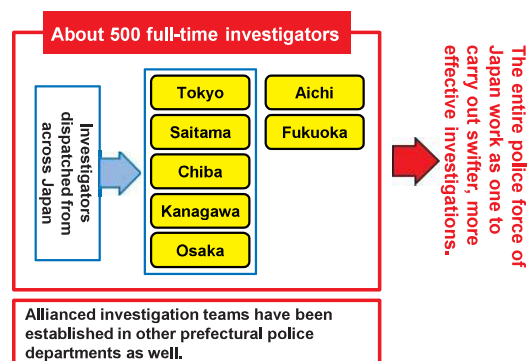 About 500 full-time investigators
Investigators
dispatched from
across Japan
Tokyo
Saitama
Chiba
Kanagawa
Osaka
Aichi
Fukuoka
The entire police force of
Japan work as one to
carry out swifter, more
effective investigations.
Allianced investigation teams have been
established in other prefectural police
departments as well.